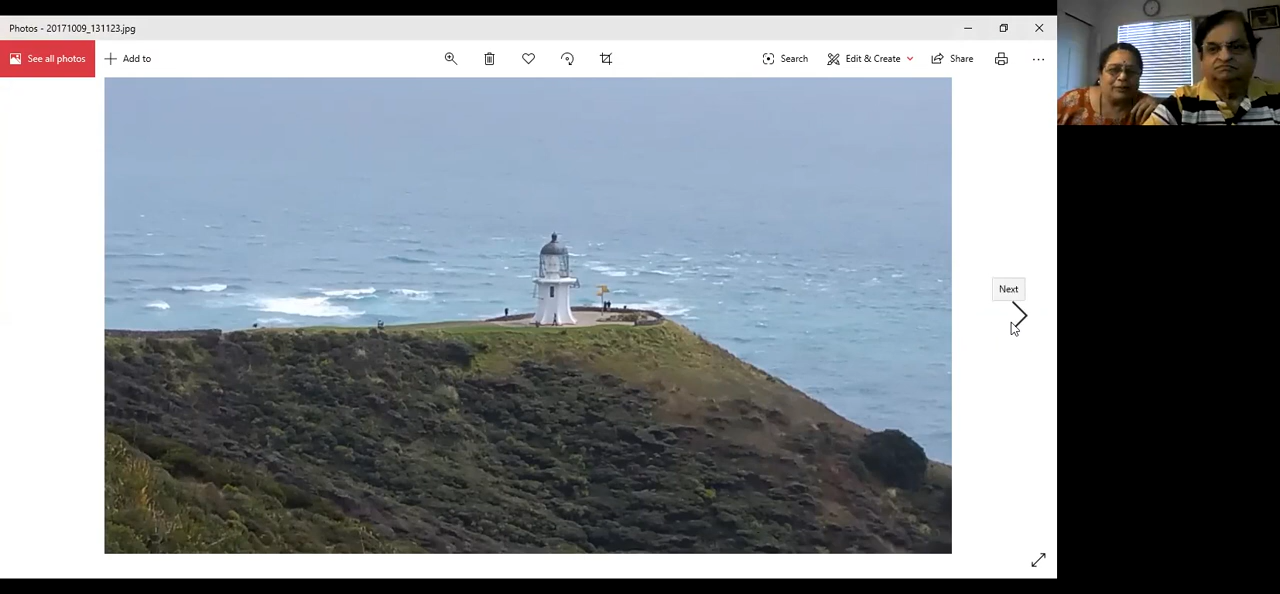 Photos - 20171009_131123.jpg
See all photos
Add to
Search
Edit & Create
Share
Next